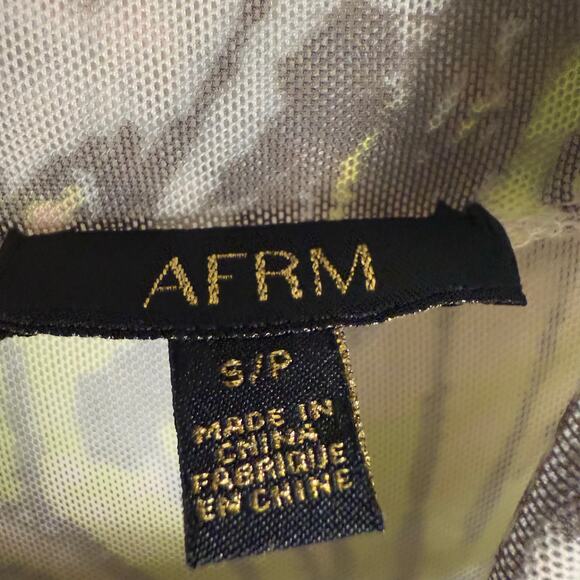 AFRM
S/P
MADE IN
CHINA
FABRIQUE
EN CHINE